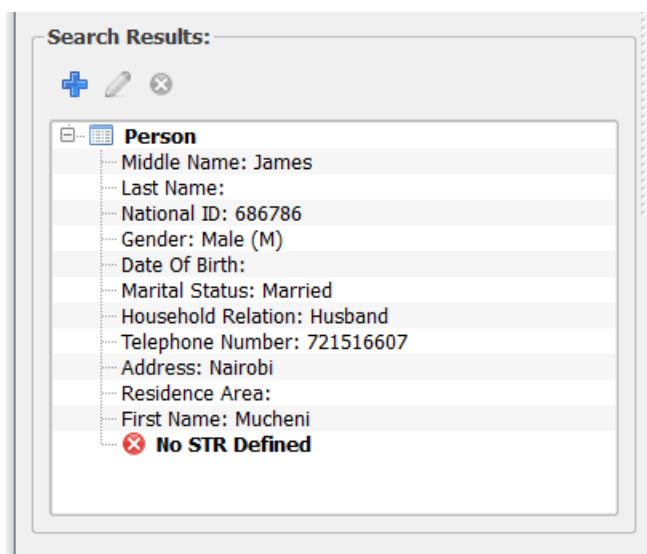 Search Results:
Person
Middle Name: James
Last Name:
National ID: 686786
Gender: Male (M)
Date Of Birth:
Marital Status: Married
Household Relation: Husband
Telephone Number: 721516607
Address: Nairobi
Residence Area:
First Name: Mucheni
No STR Defined